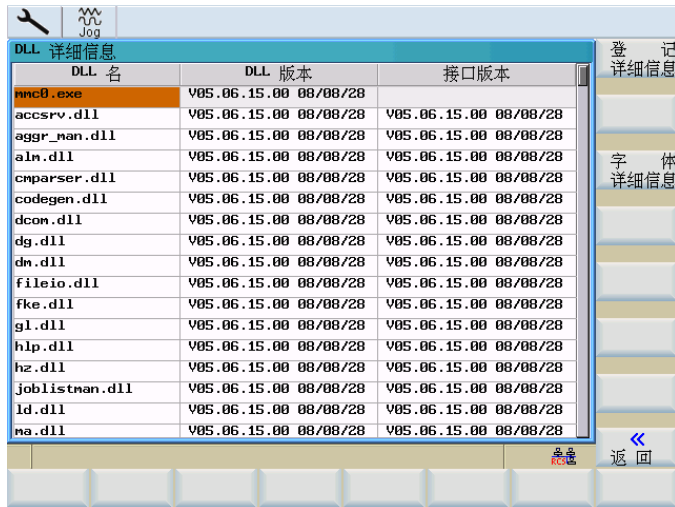 Jog
DLL 详细信息
DLL 名 DLL 版本 接口版本
mmc0.exe V05.06.15.00 08/08/28
accsrv.dll V05.06.15.00 08/08/28 V05.06.15.00 08/08/28
aggr_man.dll V05.06.15.00 08/08/28 V05.06.15.00 08/08/28
alm.dll V05.06.15.00 08/08/28 V05.06.15.00 08/08/28
cmparser.dll V05.06.15.00 08/08/28 V05.06.15.00 08/08/28
codegen.dll V05.06.15.00 08/08/28 V05.06.15.00 08/08/28
dcom.dll V05.06.15.00 08/08/28 V05.06.15.00 08/08/28
dg.dll V05.06.15.00 08/08/28 V05.06.15.00 08/08/28
dm.dll V05.06.15.00 08/08/28 V05.06.15.00 08/08/28
fileio.dll V05.06.15.00 08/08/28 V05.06.15.00 08/08/28
fke.dll V05.06.15.00 08/08/28 V05.06.15.00 08/08/28
gl.dll V05.06.15.00 08/08/28 V05.06.15.00 08/08/28
hlp.dll V05.06.15.00 08/08/28 V05.06.15.00 08/08/28
hz.dll V05.06.15.00 08/08/28 V05.06.15.00 08/08/28
joblistman.dll V05.06.15.00 08/08/28 V05.06.15.00 08/08/28
ld.dll V05.06.15.00 08/08/28 V05.06.15.00 08/08/28
ma.dll V05.06.15.00 08/08/28 V05.06.15.00 08/08/28
登 记
详细信息
字 体
详细信息
返 回
RCS